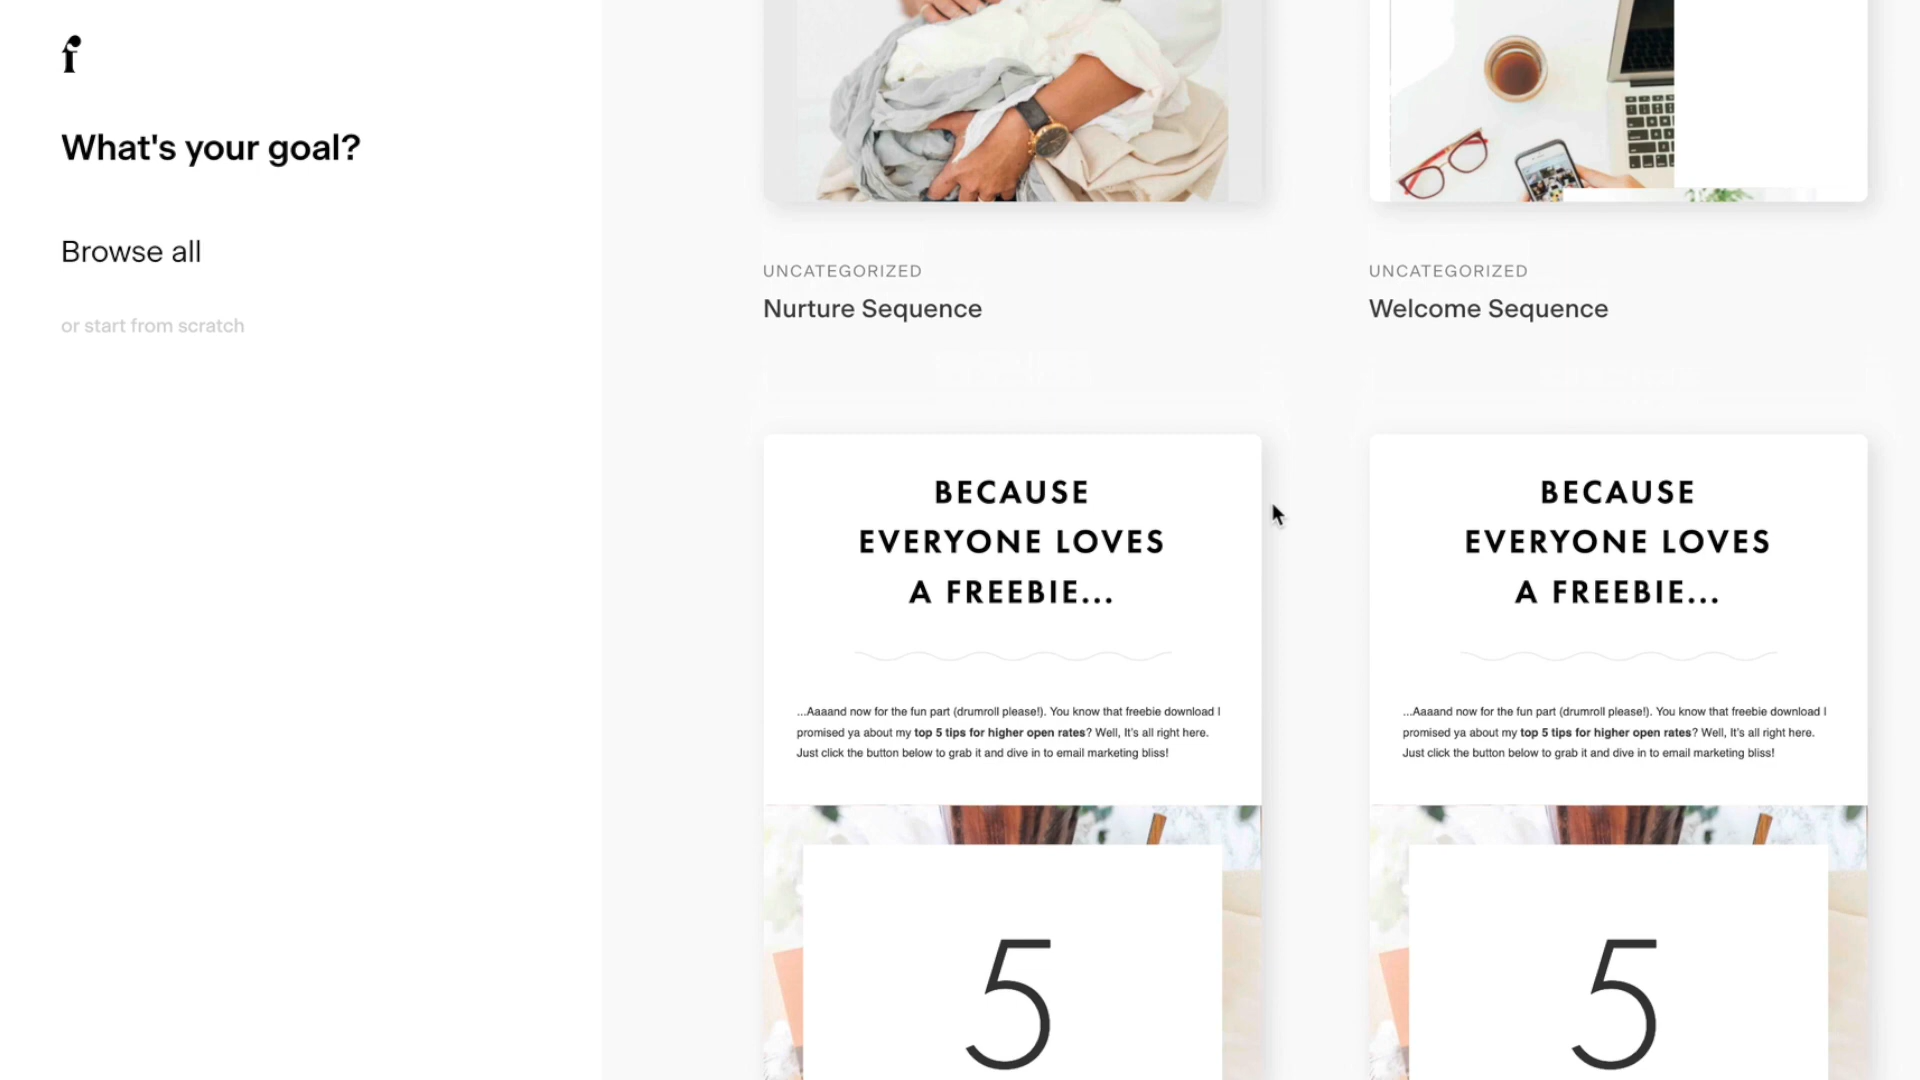 f
What's your goal?
Browse all
or start from scratch
UNCATEGORIZED
Nurture Sequence
UNCATEGORIZED
Welcome Sequence
BECAUSE
EVERYONE LOVES
A FREEBIE...
...Aaaand now for the fun part (drumroll please!). You know that freebie download I
promised ya about my top 5 tips for higher open rates? Well, It's all right here.
Just click the button below to grab it and dive in to email marketing bliss!
5
BECAUSE
EVERYONE LOVES
A FREEBIE...
...Aaaand now for the fun part (drumroll please!). You know that freebie download I
promised ya about my top 5 tips for higher open rates? Well, It's all right here.
Just click the button below to grab it and dive in to email marketing bliss!
5